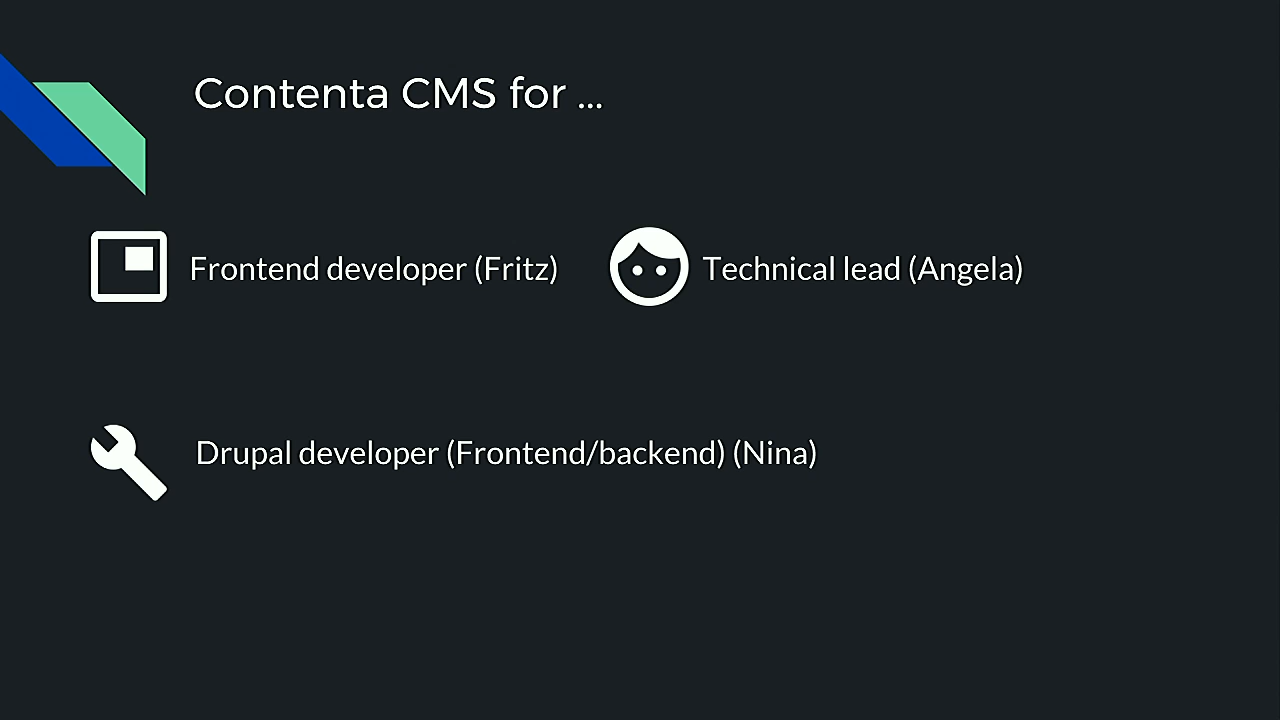 Contenta CMS for ...
Frontend developer (Fritz)
Technical lead (Angela)
Drupal developer (Frontend/backend) (Nina)